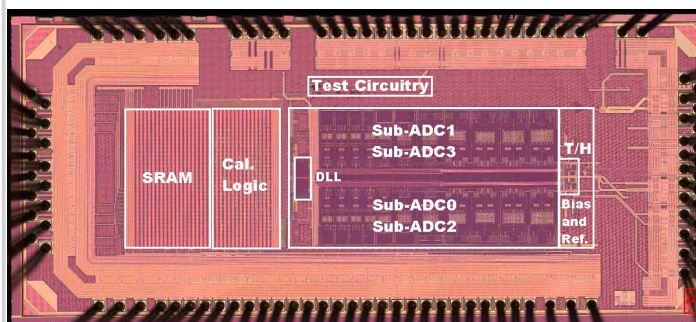 Test Circuitry
Sub-ADC1
Sub-ADC3
T/H
SRAM
Cal.
Logic
DLL
Sub-ADC0
Sub-ADC2
Bias
and
Ref.